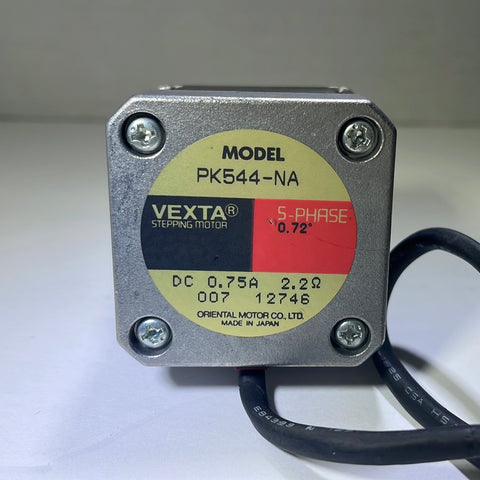 MODEL
PK544-NA
VEXTA® 5-PHASE
STEPPING MOTOR 0.72°
DC 0.75A 2.2Ω
007 12746
ORIENTAL MOTOR CO., LTD.
MADE IN JAPAN
CSA